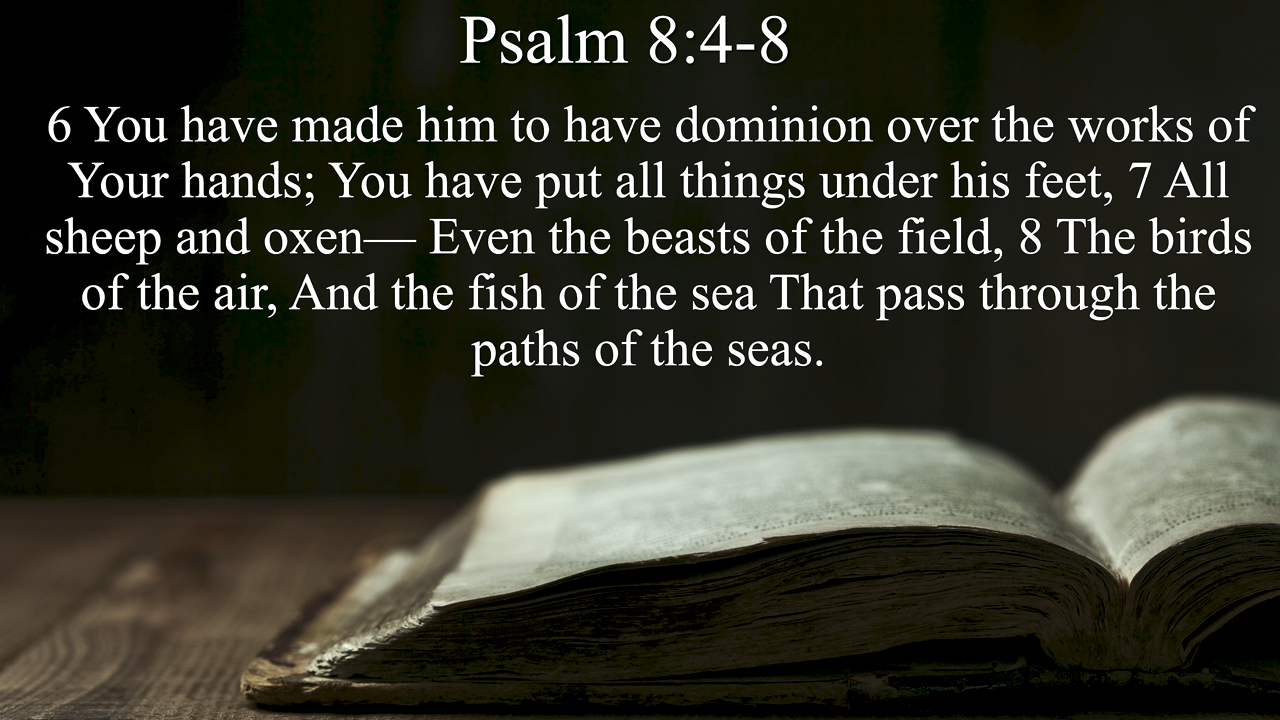 Psalm 8:4-8
6 You have made him to have dominion over the works of
Your hands; You have put all things under his feet, 7 All
sheep and oxen— Even the beasts of the field, 8 The birds
of the air, And the fish of the sea That pass through the
paths of the seas.